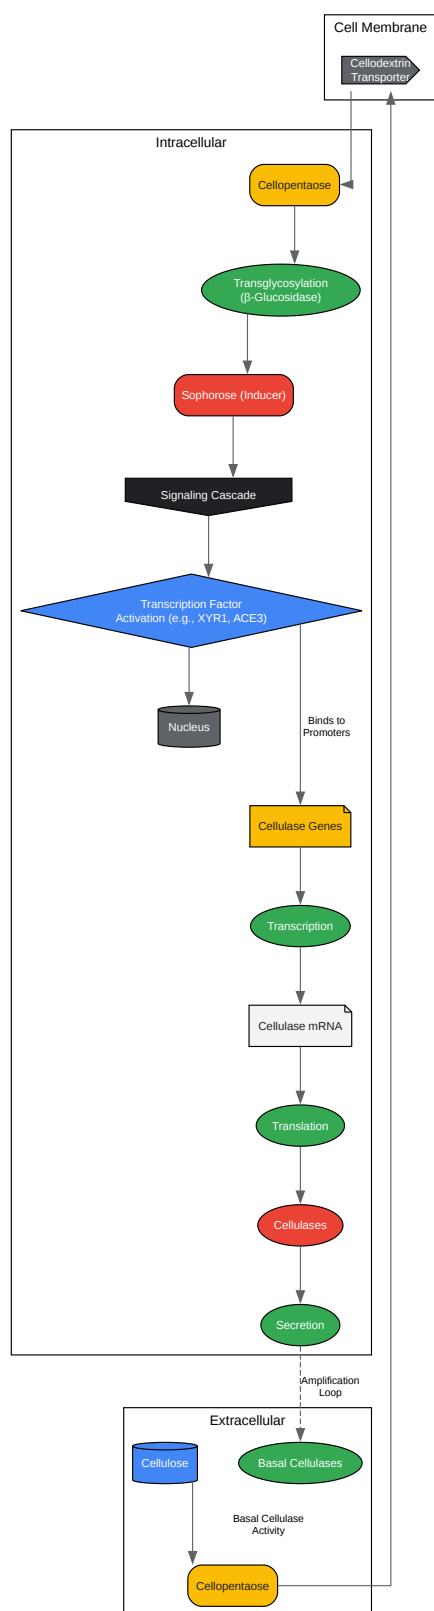 Cell Membrane
Cellodextrin
Transporter
Intracellular
Cellopentaose
Transglycosylation
(β-Glucosidase)
Sophorose (Inducer)
Signaling Cascade
Transcription Factor
Activation (e.g., XYR1, ACE3)
Nucleus
Binds to
Promoters
Cellulase Genes
Transcription
Cellulase mRNA
Translation
Cellulases
Secretion
Amplification
Loop
Extracellular
Cellulose
Basal Cellulases
Basal Cellulase
Activity
Cellopentaose